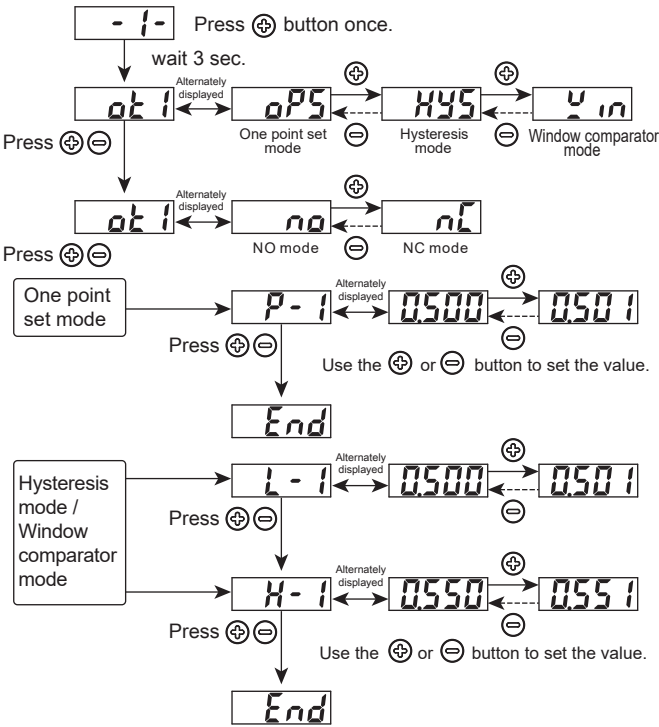 - 1 -
Press ⊕ button once.
wait 3 sec.
ot 1
Alternately
displayed
oPS
⊕
HYS
⊕
Win
One point set
mode
⊖
Hysteresis
mode
⊖
Window comparator
mode
Press ⊕⊖
ot 1
Alternately
displayed
no
⊕
nC
NO mode
⊖
NC mode
Press ⊕⊖
One point
set mode
P - 1
Alternately
displayed
0.500
⊕
0.501
⊖
Press ⊕⊖
Use the ⊕ or ⊖ button to set the value.
End
Hysteresis
mode /
Window
comparator
mode
L - 1
Alternately
displayed
0.500
⊕
0.501
⊖
Press ⊕⊖
H - 1
Alternately
displayed
0.550
⊕
0.551
⊖
Press ⊕⊖
Use the ⊕ or ⊖ button to set the value.
End